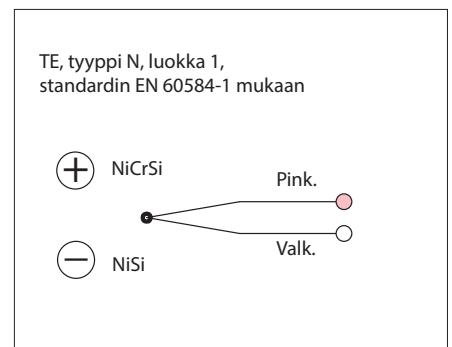 TE, tyyppi N, luokka 1,
standardin EN 60584-1 mukaan
NiCrSi
Pink.
Valk.
NiSi